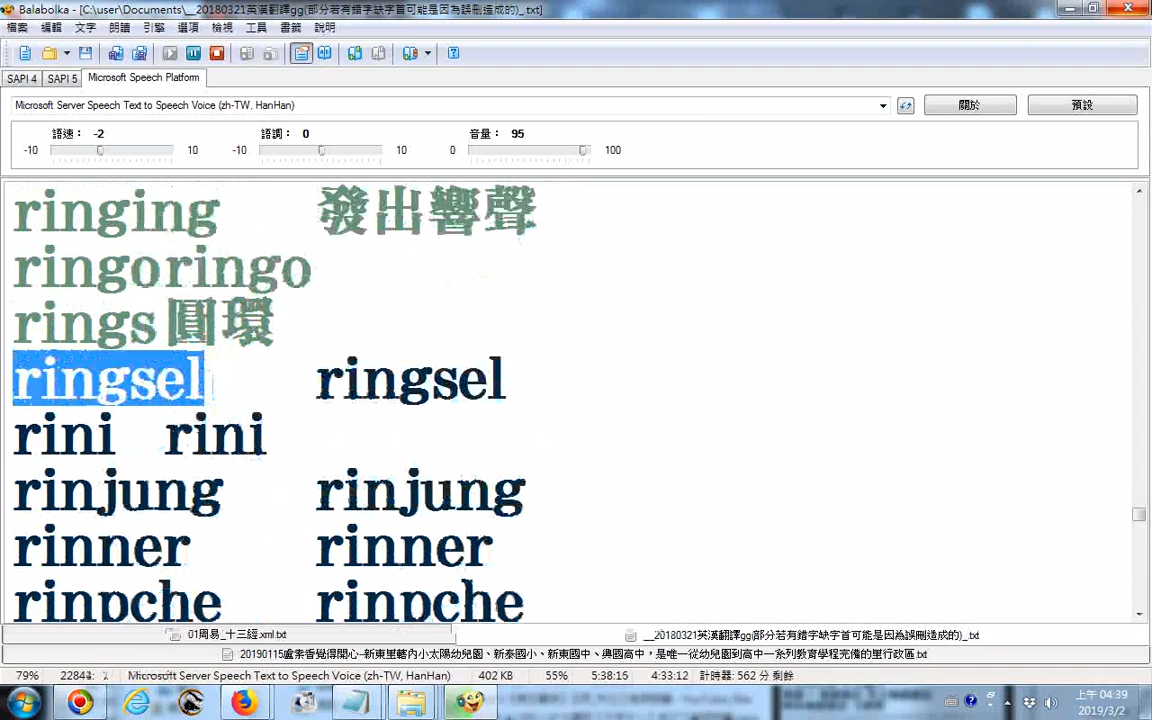 Balabolka - [C:\user\Documents\__20180321英漢翻譯gg(部分若有錯字缺字首可能是因為誤刪造成的)_.txt]
檔案 編輯 文字 朗讀 引擎 選項 檢視 工具 書籤 說明
SAPI 4 SAPI 5 Microsoft Speech Platform
Microsoft Server Speech Text to Speech Voice (zh-TW, HanHan) 關於 預設
語速： -2 語調： 0 音量： 95
-10 10 -10 10 0 100
ringing 發出響聲
ringoringo
rings 圓環
ringsel ringsel
rini rini
rinjung rinjung
rinner rinner
rinpche rinpche
01周易_十三經.xml.txt __20180321英漢翻譯gg(部分若有錯字缺字首可能是因為誤刪造成的)_.txt
20190115盧素香覺得開心--新東里轄內小太陽幼兒園、新泰國小、新東國中、興國高中，是唯一從幼兒園到高中一系列教育學程完備的里行政區.txt
79% Microsoft Server Speech Text to Speech Voice (zh-TW, HanHan) 402 KB 55% 5:38:16 4:33:12 計時器: 562 分 剩餘
上午 04:39
2019/3/2